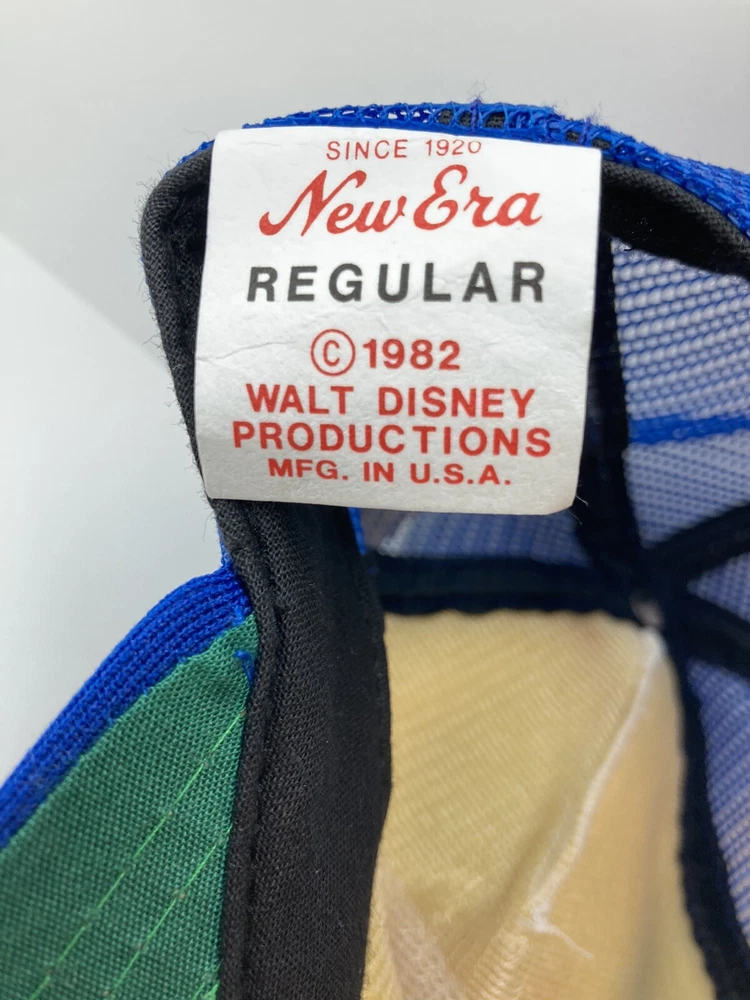 SINCE 1920
New Era
REGULAR
©1982
WALT DISNEY
PRODUCTIONS
MFG. IN U.S.A.